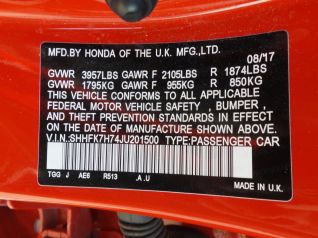 MFD.BY HONDA OF THE U.K. MFG.,LTD.
08/17
GVWR 3957LBS GAWR F 2105LBS R 1874LBS
GVWR 1795KG GAWR F 955KG R 850KG
THIS VEHICLE CONFORMS TO ALL APPLICABLE
FEDERAL MOTOR VEHICLE SAFETY , BUMPER ,
AND THEFT PREVENTION STANDARDS IN EFFECT
ON THE DATE OF MANUFACTURE SHOWN ABOVE.
V.I.N.:SHHFK7H74JU201500 TYPE:PASSENGER CAR
TGG J AE6 R513 .A.U